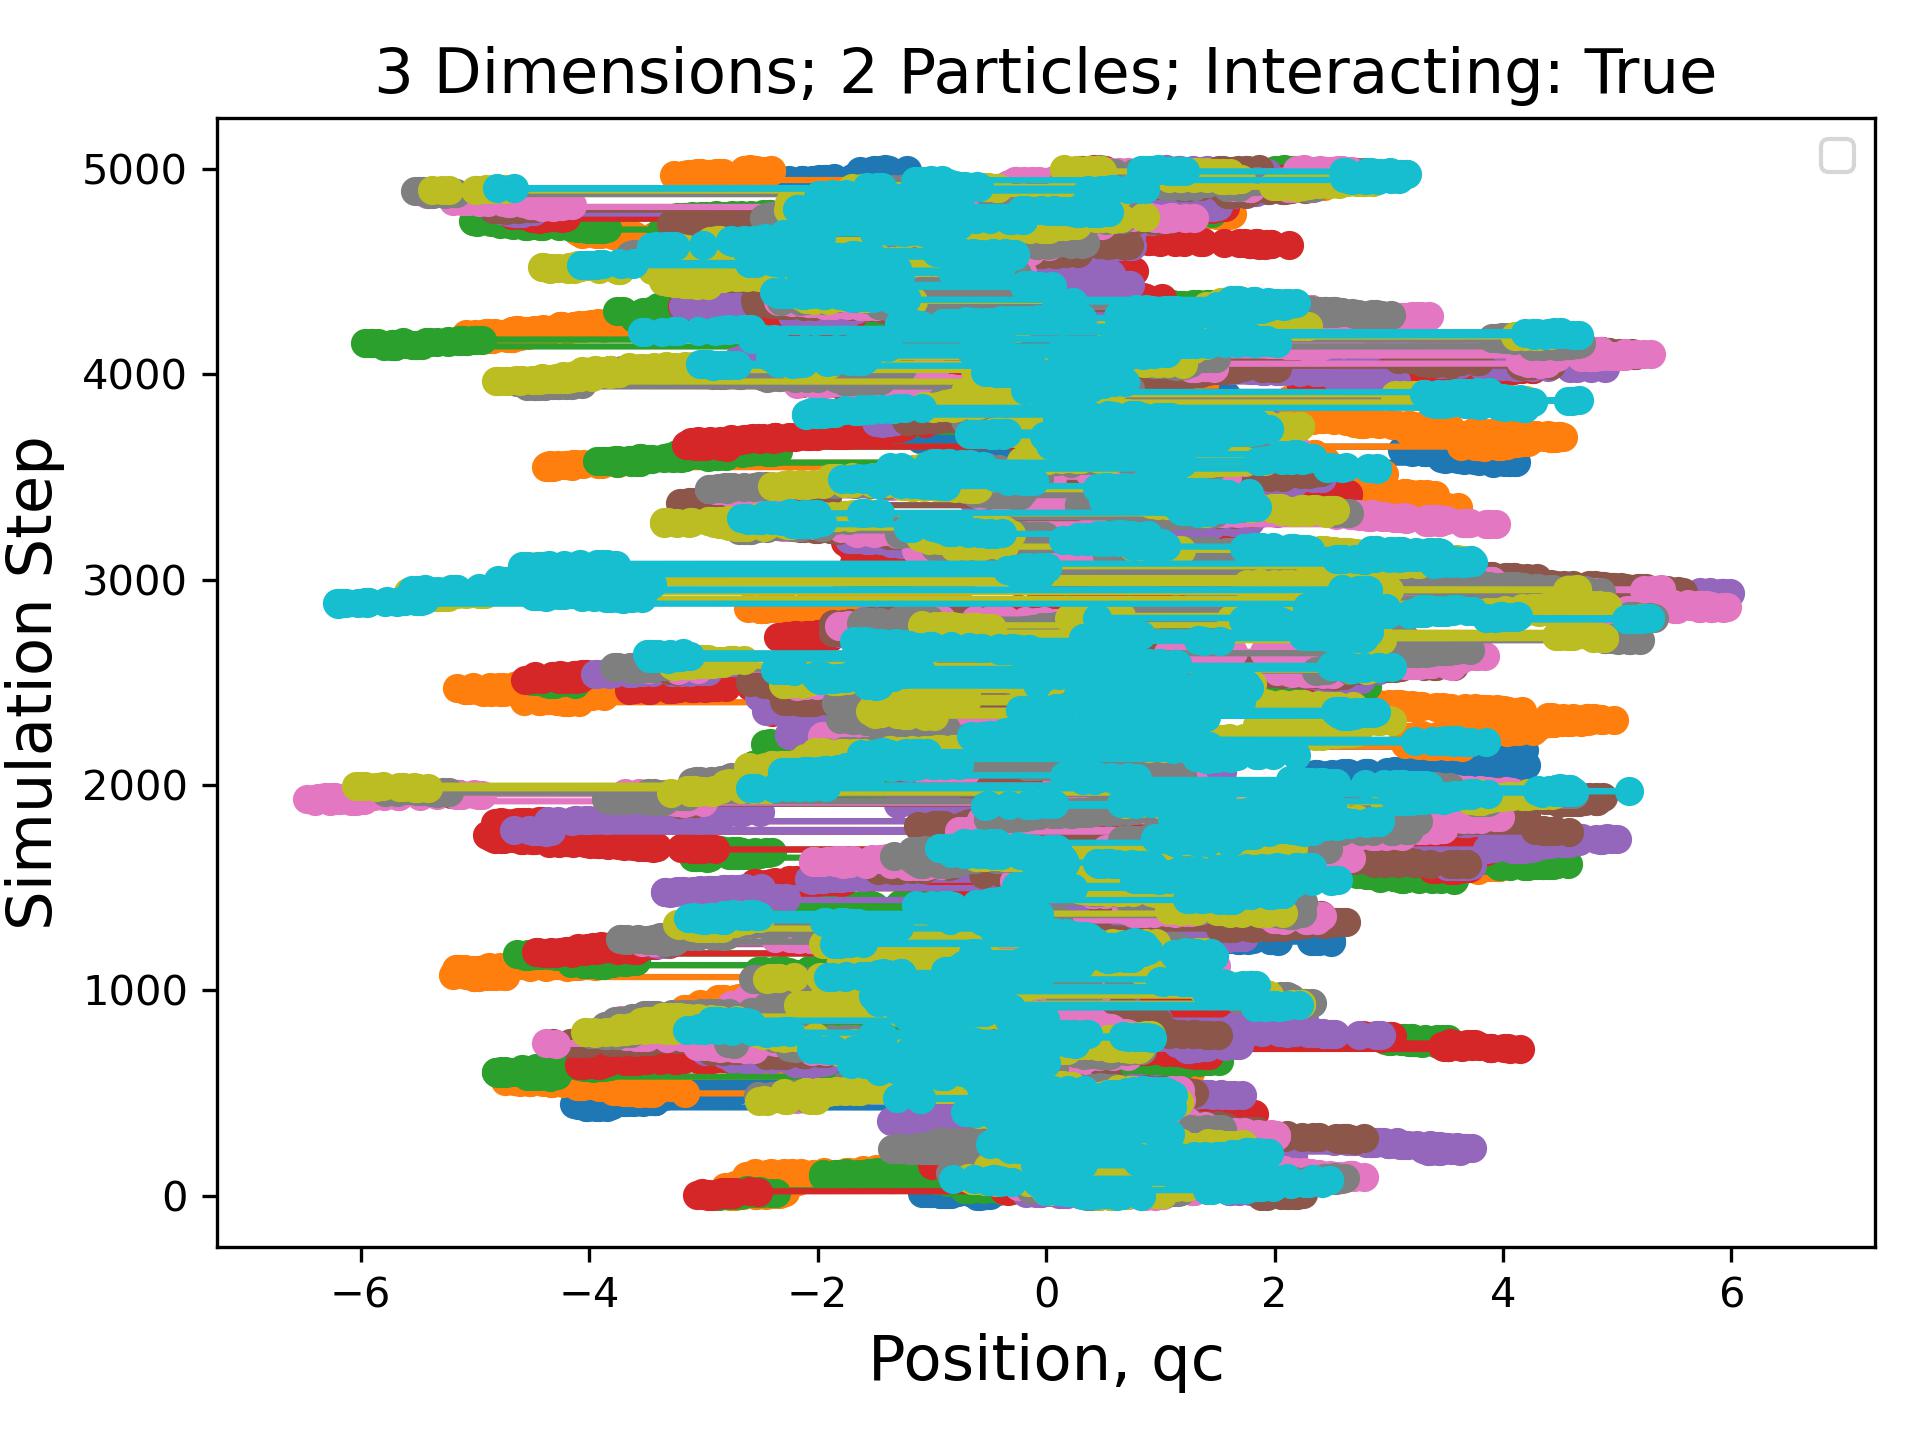 3 Dimensions; 2 Particles; Interacting: True
Simulation Step
5000
4000
3000
2000
1000
0
−6 −4 −2 0 2 4 6
Position, qc